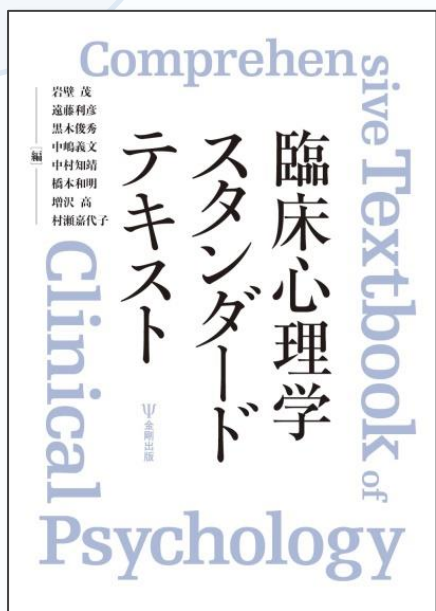 Comprehensive Textbook of
Clinical
Psychology
臨床心理学
スタンダード
テキスト
岩壁 茂
遠藤利彦
黒木俊秀
中嶋義文
中村知靖
橋本和明
増沢 高
村瀬嘉代子
[編]
金剛出版